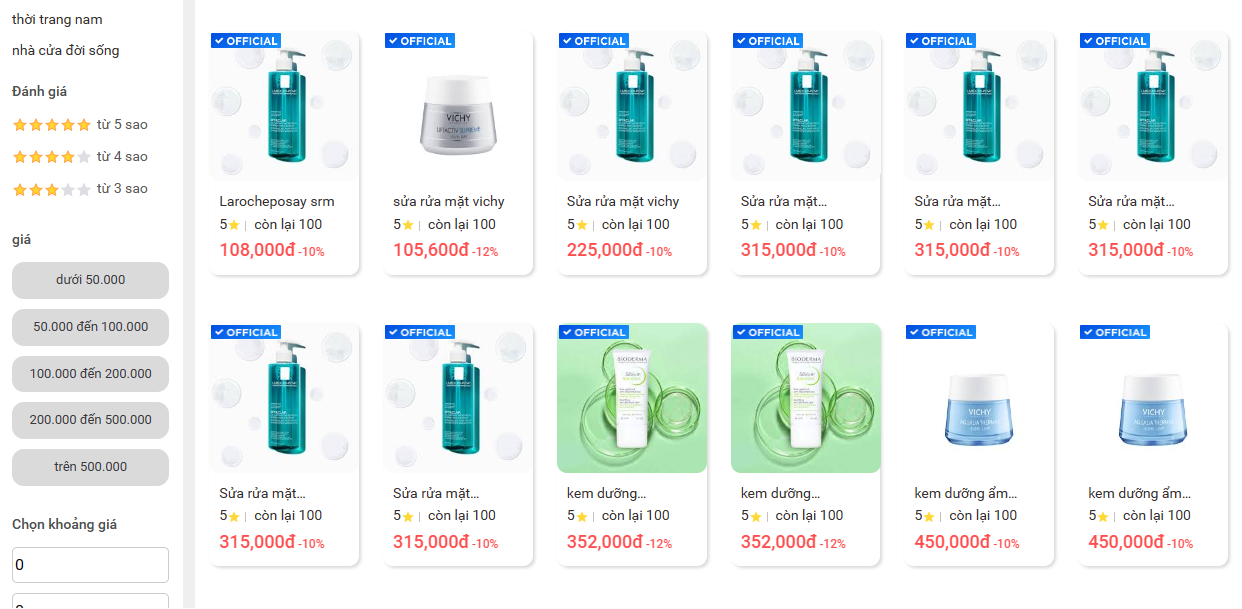 thời trang nam
nhà cửa đời sống
Đánh giá
từ 5 sao
từ 4 sao
từ 3 sao
giá
dưới 50.000
50.000 đến 100.000
100.000 đến 200.000
200.000 đến 500.000
trên 500.000
Chọn khoảng giá
0
OFFICIAL
Larocheposay srm
5 | còn lại 100
108,000đ -10%
OFFICIAL
VICHY
LIFTACTIV SUPREME
sửa rửa mặt vichy
5 | còn lại 100
105,600đ -12%
OFFICIAL
Sửa rửa mặt vichy
5 | còn lại 100
225,000đ -10%
OFFICIAL
Sửa rửa mặt...
5 | còn lại 100
315,000đ -10%
OFFICIAL
Sửa rửa mặt...
5 | còn lại 100
315,000đ -10%
OFFICIAL
Sửa rửa mặt...
5 | còn lại 100
315,000đ -10%
OFFICIAL
Sửa rửa mặt...
5 | còn lại 100
315,000đ -10%
OFFICIAL
Sửa rửa mặt...
5 | còn lại 100
315,000đ -10%
OFFICIAL
BIODERMA
kem dưỡng...
5 | còn lại 100
352,000đ -12%
OFFICIAL
BIODERMA
kem dưỡng...
5 | còn lại 100
352,000đ -12%
OFFICIAL
VICHY
kem dưỡng ẩm...
5 | còn lại 100
450,000đ -10%
OFFICIAL
VICHY
kem dưỡng ẩm...
5 | còn lại 100
450,000đ -10%